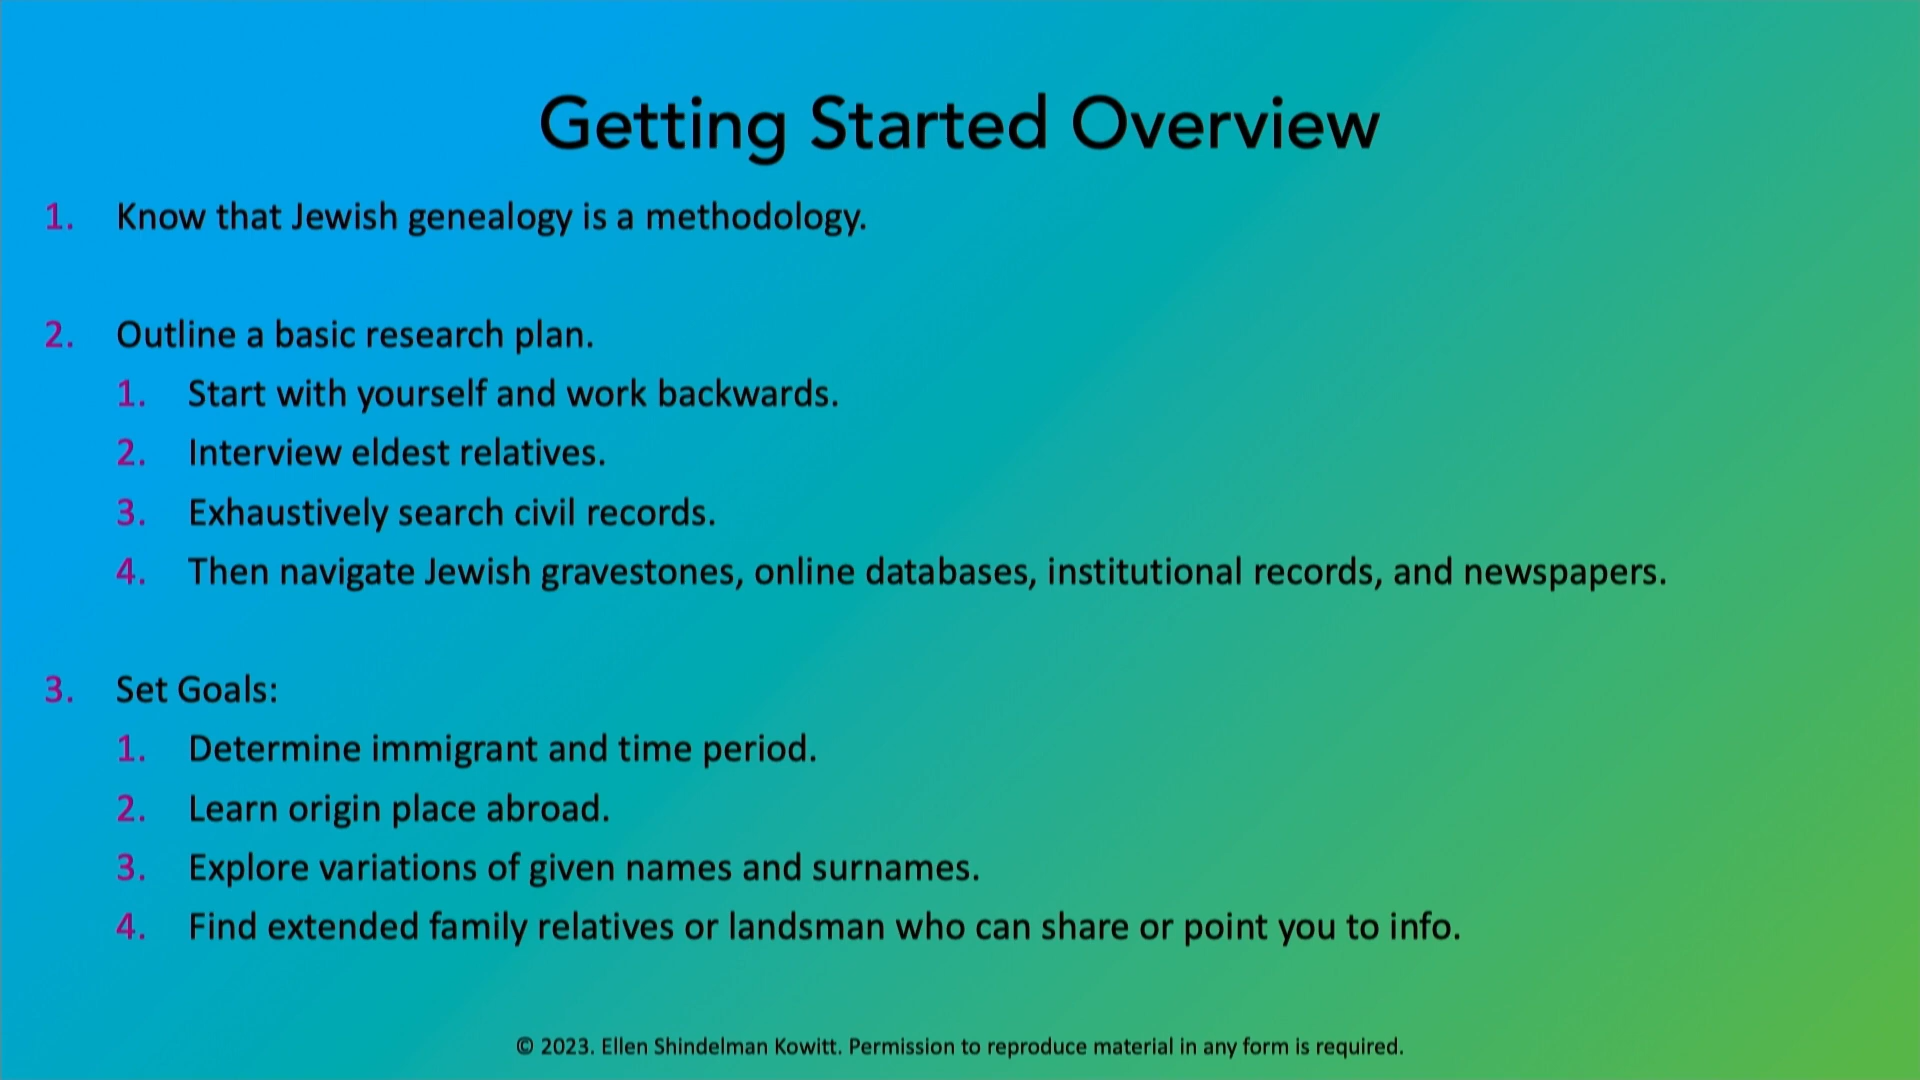 Getting Started Overview
1. Know that Jewish genealogy is a methodology.
2. Outline a basic research plan.
1. Start with yourself and work backwards.
2. Interview eldest relatives.
3. Exhaustively search civil records.
4. Then navigate Jewish gravestones, online databases, institutional records, and newspapers.
3. Set Goals:
1. Determine immigrant and time period.
2. Learn origin place abroad.
3. Explore variations of given names and surnames.
4. Find extended family relatives or landsman who can share or point you to info.
© 2023. Ellen Shindelman Kowitt. Permission to reproduce material in any form is required.